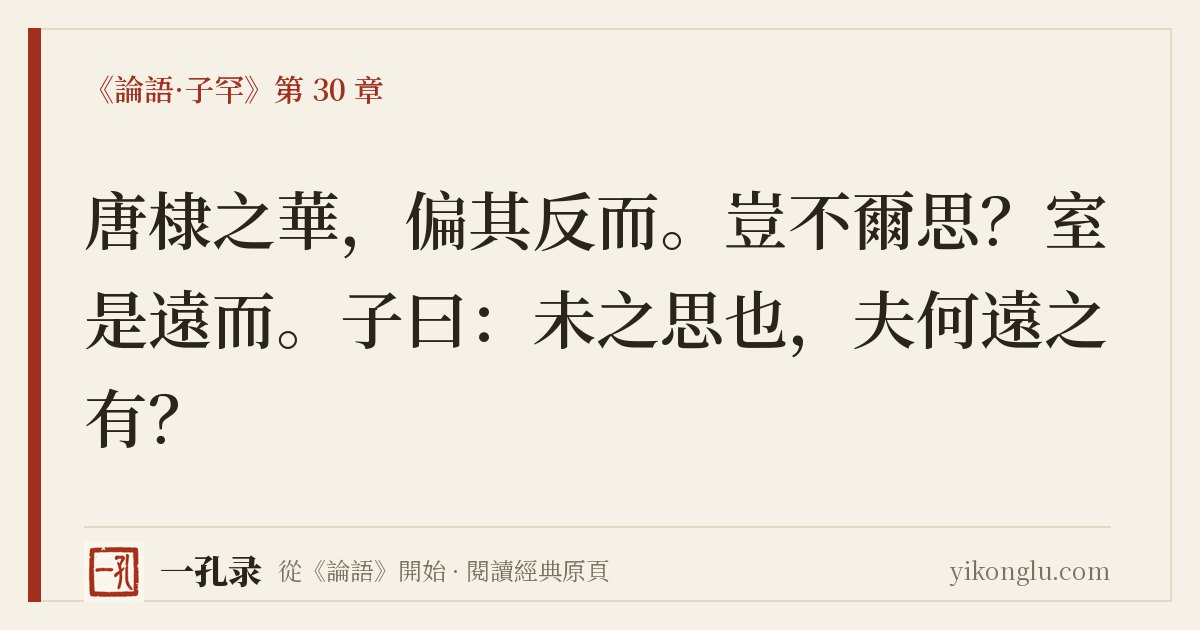 《論語·子罕》第 30 章
唐棣之華，偏其反而。豈不爾思？室
是遠而。子曰：未之思也，夫何遠之
有？
一孔
一孔录 從《論語》開始 · 閱讀經典原頁 yikonglu.com